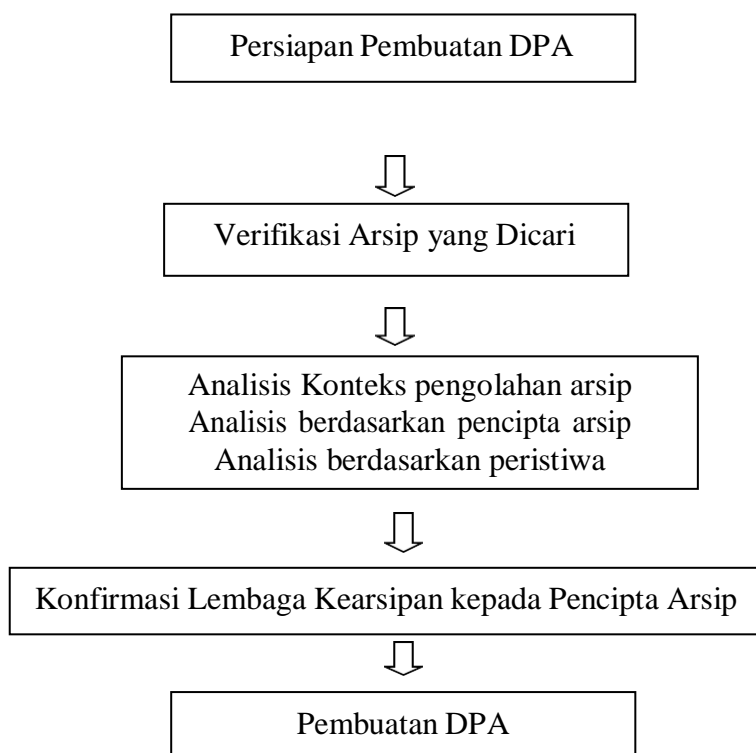 Persiapan Pembuatan DPA
Verifikasi Arsip yang Dicari
Analisis Konteks pengolahan arsip
Analisis berdasarkan pencipta arsip
Analisis berdasarkan peristiwa
Konfirmasi Lembaga Kearsipan kepada Pencipta Arsip
Pembuatan DPA